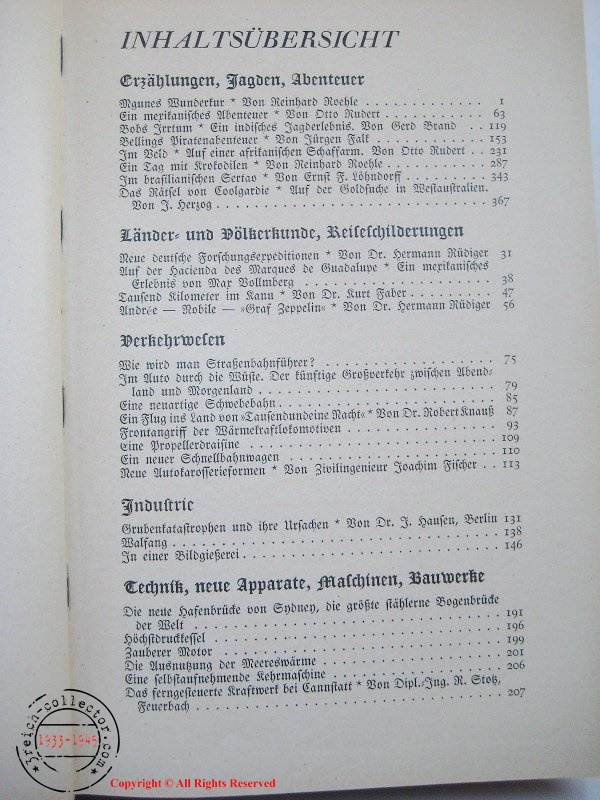 INHALTSÜBERSICHT
Erzählungen, Jagden, Abenteuer
Mgunes Wunderkur * Von Reinhard Roehle . . . . . . . . . . . . . 1
Ein mexikanisches Abenteuer * Von Otto Rudert . . . . . . . . 63
Bobs Irrtum * Ein indisches Jagderlebnis. Von Gerd Brand . . 119
Bellings Piratenabenteuer * Von Jürgen Falk . . . . . . . . . . 153
Im Veld * Auf einer afrikanischen Schaffarm. Von Otto Rudert . 231
Ein Tag mit Krokodilen * Von Reinhard Roehle . . . . . . . . . 287
Im brasilianischen Sertao * Von Ernst F. Löhndorff . . . . . . . 343
Das Rätsel von Coolgardie * Auf der Goldsuche in Westaustralien.
Von J. Herzog . . . . . . . . . . . . . . . . . . . . . . . . 367
Länder- und Völkerkunde, Reiseschilderungen
Neue deutsche Forschungsexpeditionen * Von Dr. Hermann Rüdiger 31
Auf der Hacienda des Marques de Guadalupe * Ein mexikanisches
Erlebnis von Max Vollmberg . . . . . . . . . . . . . . . . . 38
Tausend Kilometer im Kanu * Von Dr. Kurt Faber . . . . . . . 47
Andrée — Nobile — »Graf Zeppelin« * Von Dr. Hermann Rüdiger 56
Verkehrwesen
Wie wird man Straßenbahnführer? . . . . . . . . . . . . . . . . 75
Im Auto durch die Wüste. Der künftige Großverkehr zwischen Abend-
land und Morgenland . . . . . . . . . . . . . . . . . . . . . 79
Eine neuartige Schwebebahn . . . . . . . . . . . . . . . . . . . 85
Ein Flug ins Land von »Tausendundeine Nacht« * Von Dr. Robert Knauß 87
Frontangriff der Wärmekraftlokomotiven . . . . . . . . . . . . . 93
Eine Propellerdraisine . . . . . . . . . . . . . . . . . . . . . 109
Ein neuer Schnellbahnwagen . . . . . . . . . . . . . . . . . . . 110
Neue Autokarosserieformen * Von Zivilingenieur Joachim Fischer . . 113
Industrie
Grubenkatastrophen und ihre Ursachen * Von Dr. J. Hausen, Berlin 131
Walfang . . . . . . . . . . . . . . . . . . . . . . . . . . . . 138
In einer Bildgießerei . . . . . . . . . . . . . . . . . . . . . . 146
Technik, neue Apparate, Maschinen, Bauwerke
Die neue Hafenbrücke von Sydney, die größte stählerne Bogenbrücke
der Welt . . . . . . . . . . . . . . . . . . . . . . . . . . 191
Höchstdruckkessel . . . . . . . . . . . . . . . . . . . . . . . 196
Zauberer Motor . . . . . . . . . . . . . . . . . . . . . . . . 199
Die Ausnutzung der Meereswärme . . . . . . . . . . . . . . . . 201
Eine selbstaufnehmende Kehrmaschine . . . . . . . . . . . . . . 206
Das ferngesteuerte Kraftwerk bei Cannstatt * Von Dipl.-Ing. R. Stotz,
Feuerbach . . . . . . . . . . . . . . . . . . . . . . . . . . 207
3reich-collector.com
1933-1945
Copyright © All Rights Reserved